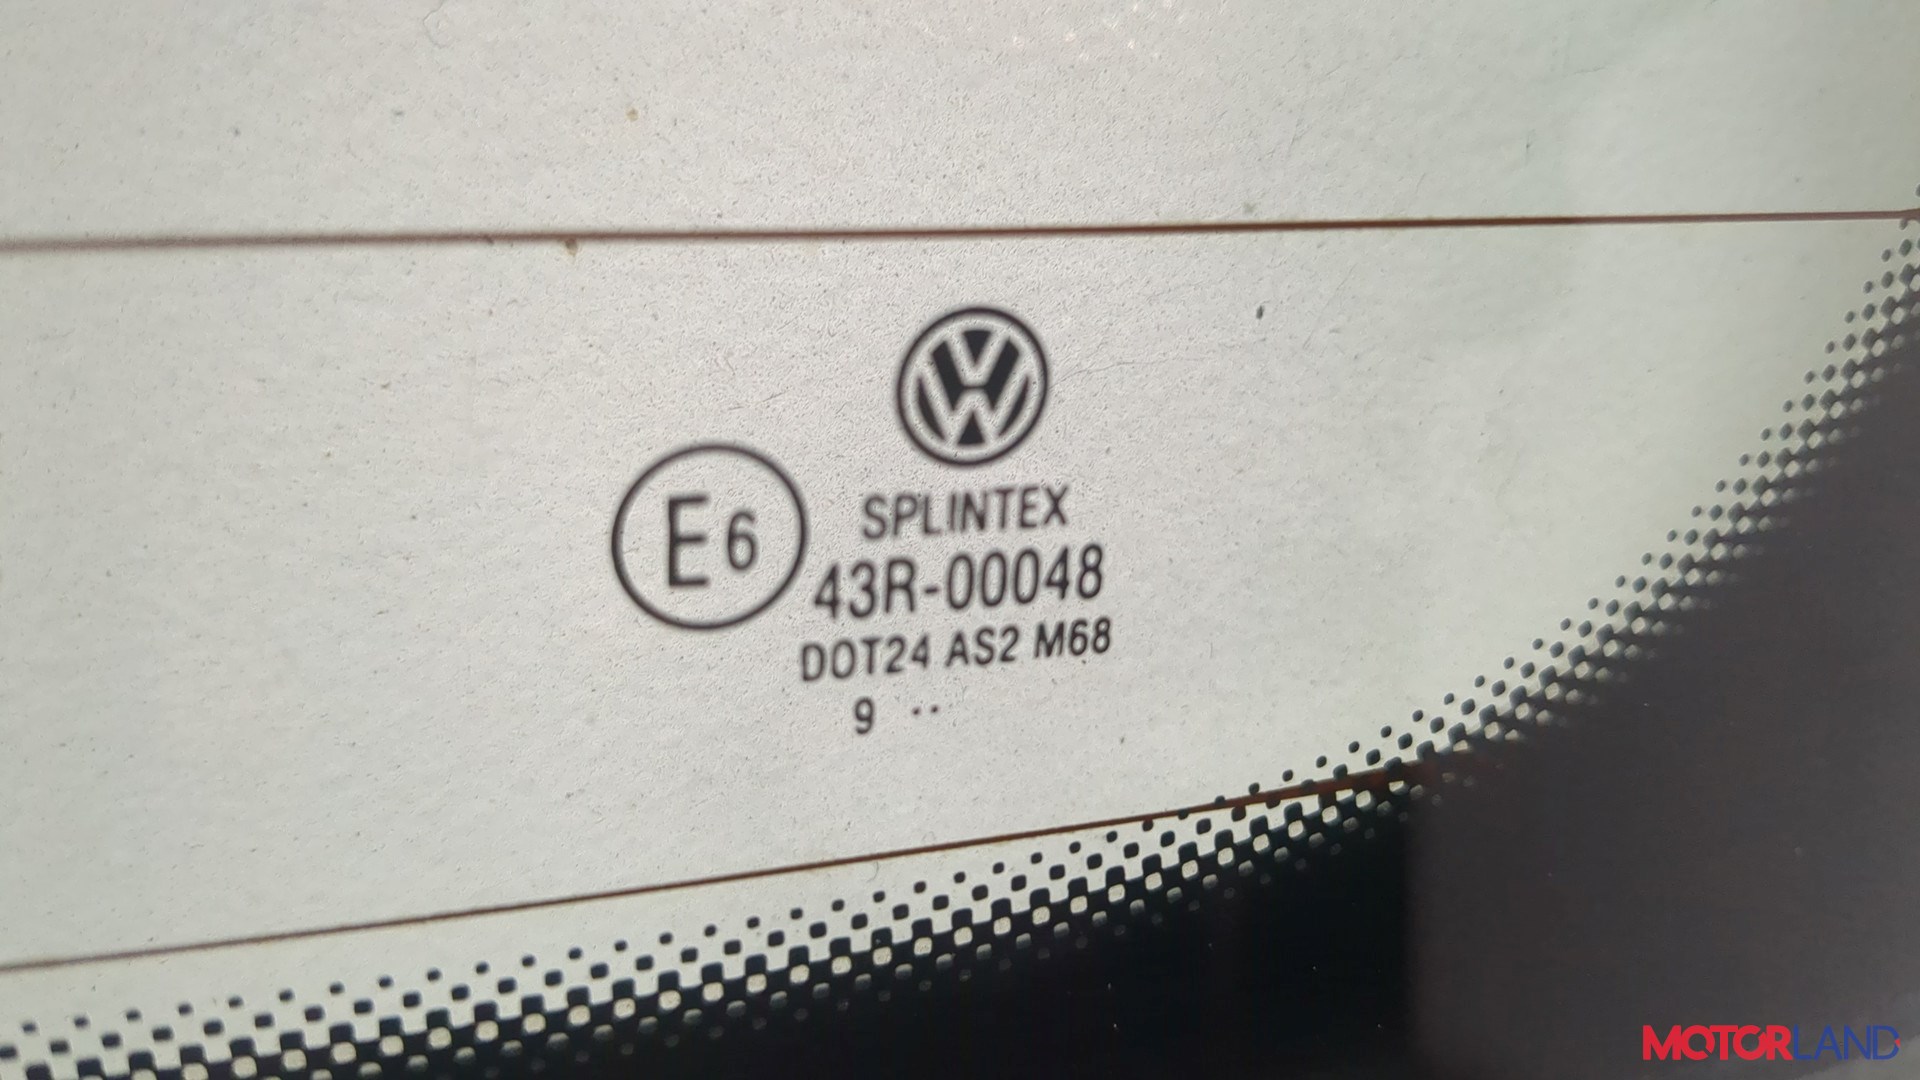 E6
SPLINTEX
43R-00048
DOT24 AS2 M68
9 ··
MOTORLAND